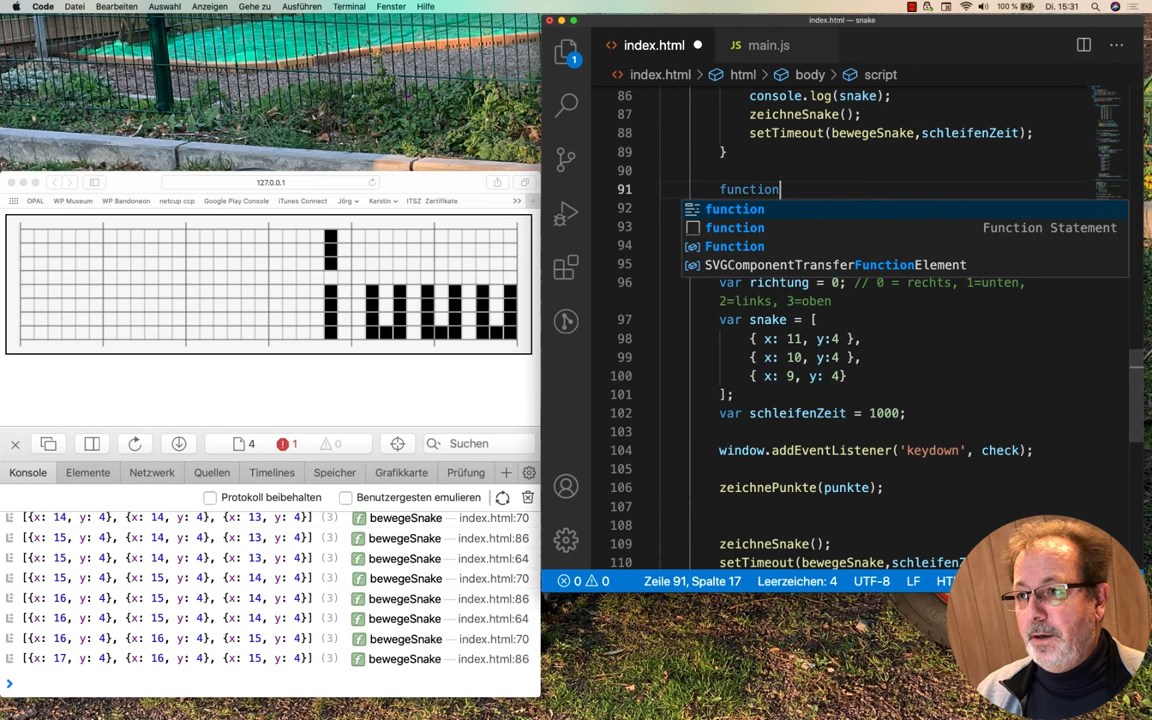 Code Ablage Bearbeiten Auswahl Anzeigen Gehe zu Ausführen Terminal Fenster Hilfe 100 % Di. 15:31
index.html — snake
index.html
JS main.js
index.html > html > body > script
1
86 console.log(snake);
87 zeichneSnake();
88 setTimeout(bewegeSnake,schleifenZeit);
89 }
90
91 function
92
93
94
95
function
function Function Statement
Function
SVGComponentTransferFunctionElement
96 var richtung = 0; // 0 = rechts, 1=unten,
2=links, 3=oben
97 var snake = [
98 { x: 11, y:4 },
99 { x: 10, y:4 },
100 { x: 9, y: 4}
101 ];
102 var schleifenZeit = 1000;
103
104 window.addEventListener('keydown', check);
105
106 zeichnePunkte(punkte);
107
108
109 zeichneSnake();
110 setTimeout(bewegeSnake,schleifenZe
0 0 Zeile 91, Spalte 17 Leerzeichen: 4 UTF-8 LF
127.0.0.1
OPAL WP Museum WP Bandoneon netcup ccp Google Play Console iTunes Connect Jörg Kerstin ITSZ Zertifikate >>
4 1 0 Suchen
Konsole Elemente Netzwerk Quellen Timelines Speicher Grafikkarte Prüfung +
Protokoll beibehalten Benutzergesten emulieren
E [{x: 14, y: 4}, {x: 14, y: 4}, {x: 13, y: 4}] (3) f bewegeSnake — index.html:70
E [{x: 15, y: 4}, {x: 14, y: 4}, {x: 13, y: 4}] (3) f bewegeSnake — index.html:86
E [{x: 15, y: 4}, {x: 14, y: 4}, {x: 13, y: 4}] (3) f bewegeSnake — index.html:64
E [{x: 15, y: 4}, {x: 15, y: 4}, {x: 14, y: 4}] (3) f bewegeSnake — index.html:70
E [{x: 16, y: 4}, {x: 15, y: 4}, {x: 14, y: 4}] (3) f bewegeSnake — index.html:86
E [{x: 16, y: 4}, {x: 15, y: 4}, {x: 14, y: 4}] (3) f bewegeSnake — index.html:64
E [{x: 16, y: 4}, {x: 16, y: 4}, {x: 15, y: 4}] (3) f bewegeSnake — index.html:70
E [{x: 17, y: 4}, {x: 16, y: 4}, {x: 15, y: 4}] (3) f bewegeSnake — index.html:86